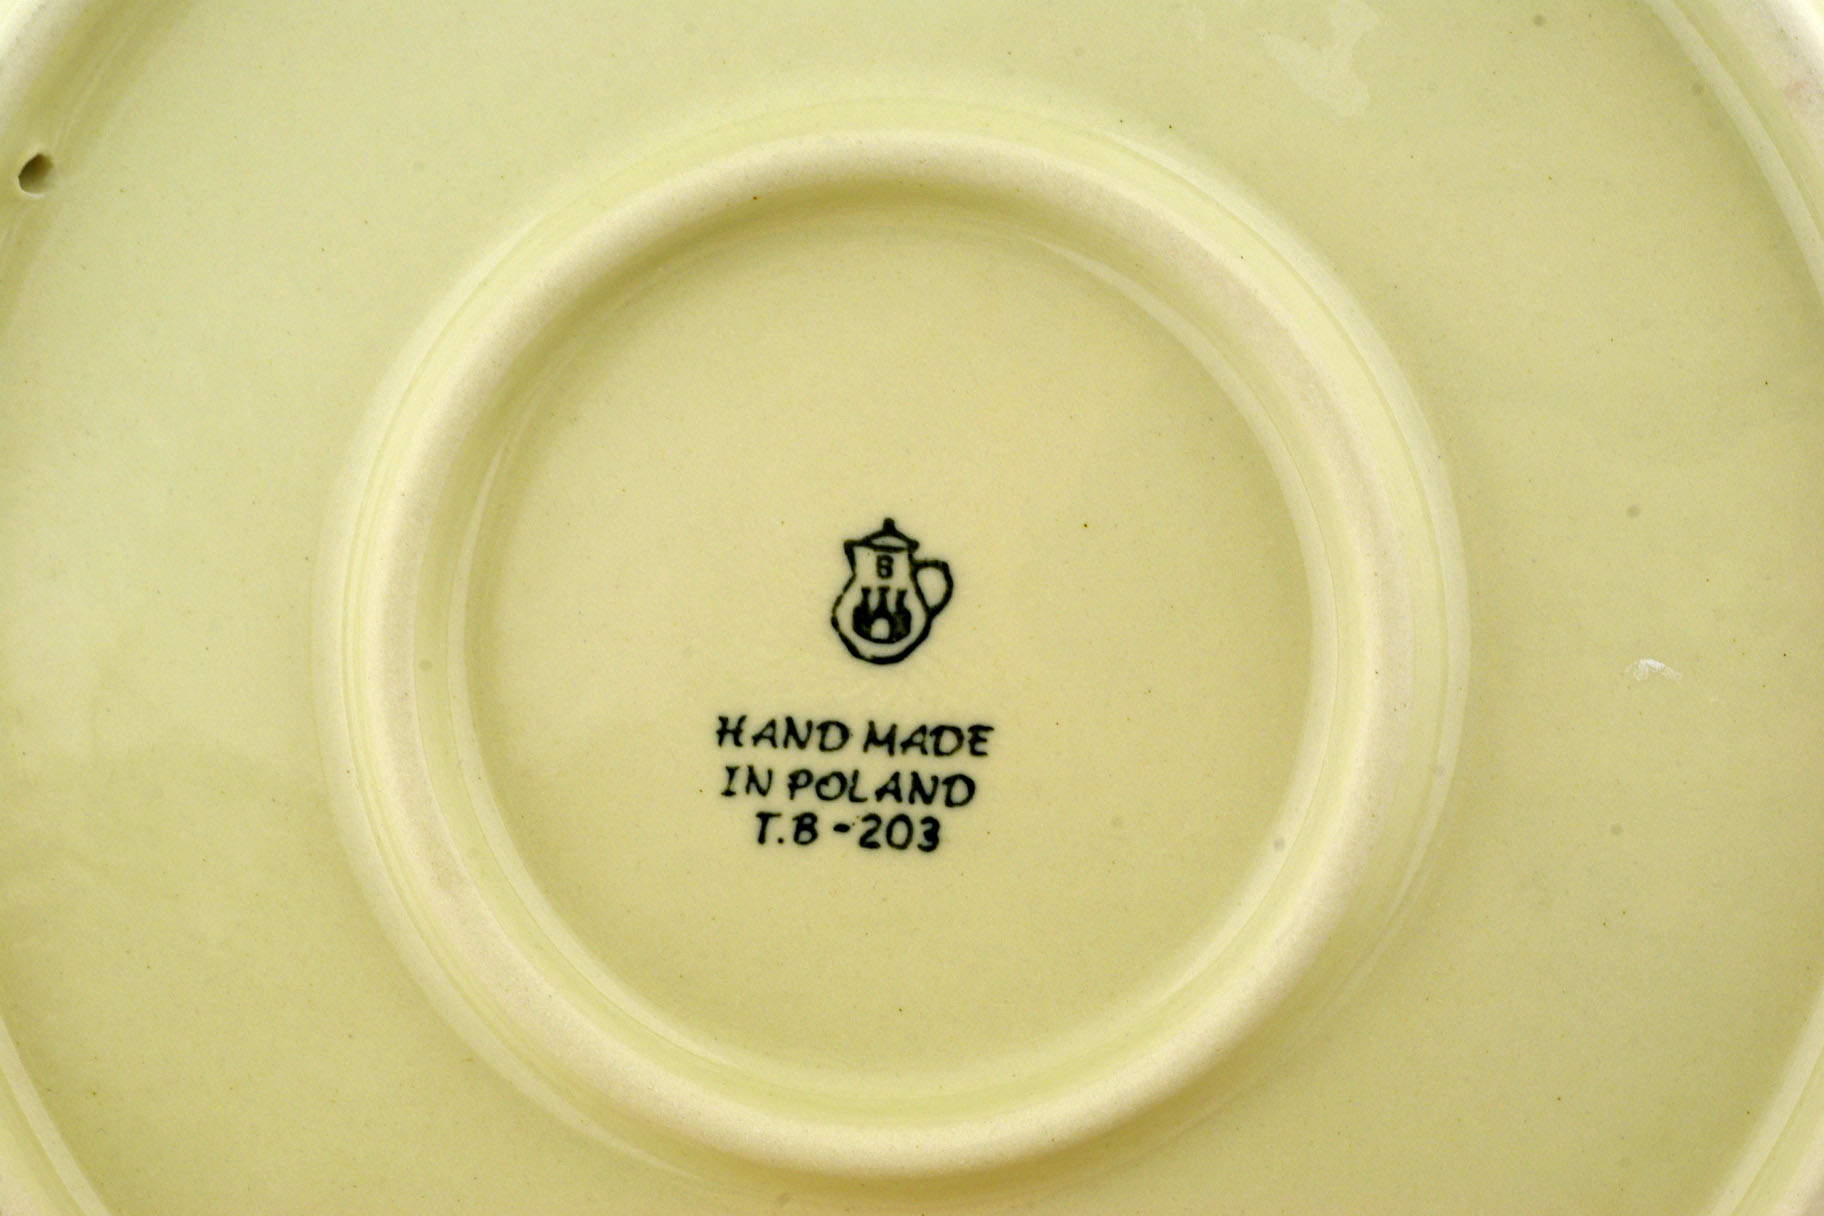 B
HAND MADE
IN POLAND
T.B-203